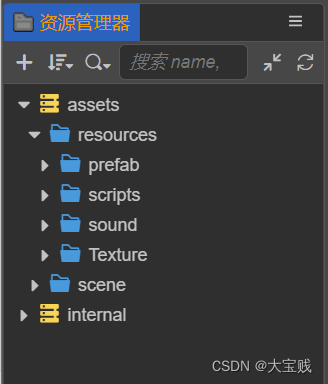 资源管理器
搜索 name,
assets
resources
prefab
scripts
sound
Texture
scene
internal
CSDN @大宝贱